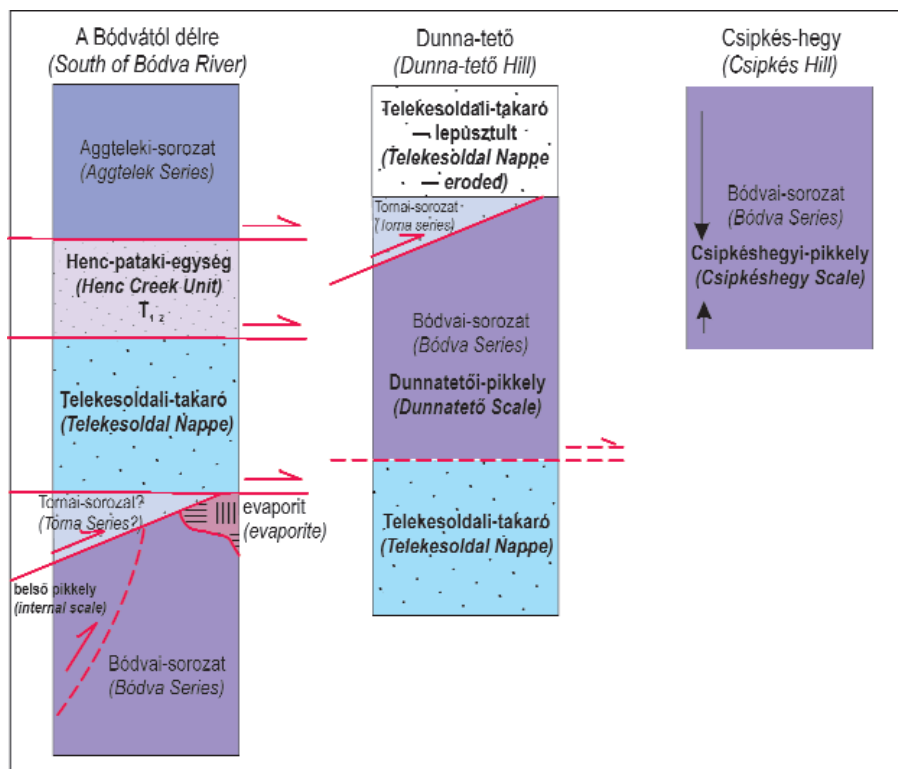 A Bódvától délre
(South of Bódva River)
Aggteleki-sorozat
(Aggtelek Series)
Henc-pataki-egység
(Henc Creek Unit)
T₁ ₂
Telekesoldali-takaró
(Telekesoldal Nappe)
Tornai-sorozat?
(Torna Series?)
evaporit
(evaporite)
belső pikkely
(internal scale)
Bódvai-sorozat
(Bódva Series)
Dunna-tető
(Dunna-tető Hill)
Telekesoldali-takaró
— lepusztult
(Telekesoldal Nappe
— eroded)
Tornai-sorozat
(Torna series)
Bódvai-sorozat
(Bódva Series)
Dunnatetői-pikkely
(Dunnatető Scale)
Telekesoldali-takaró
(Telekesoldal Nappe)
Csipkés-hegy
(Csipkés Hill)
Bódvai-sorozat
(Bódva Series)
Csipkéshegyi-pikkely
(Csipkéshegy Scale)